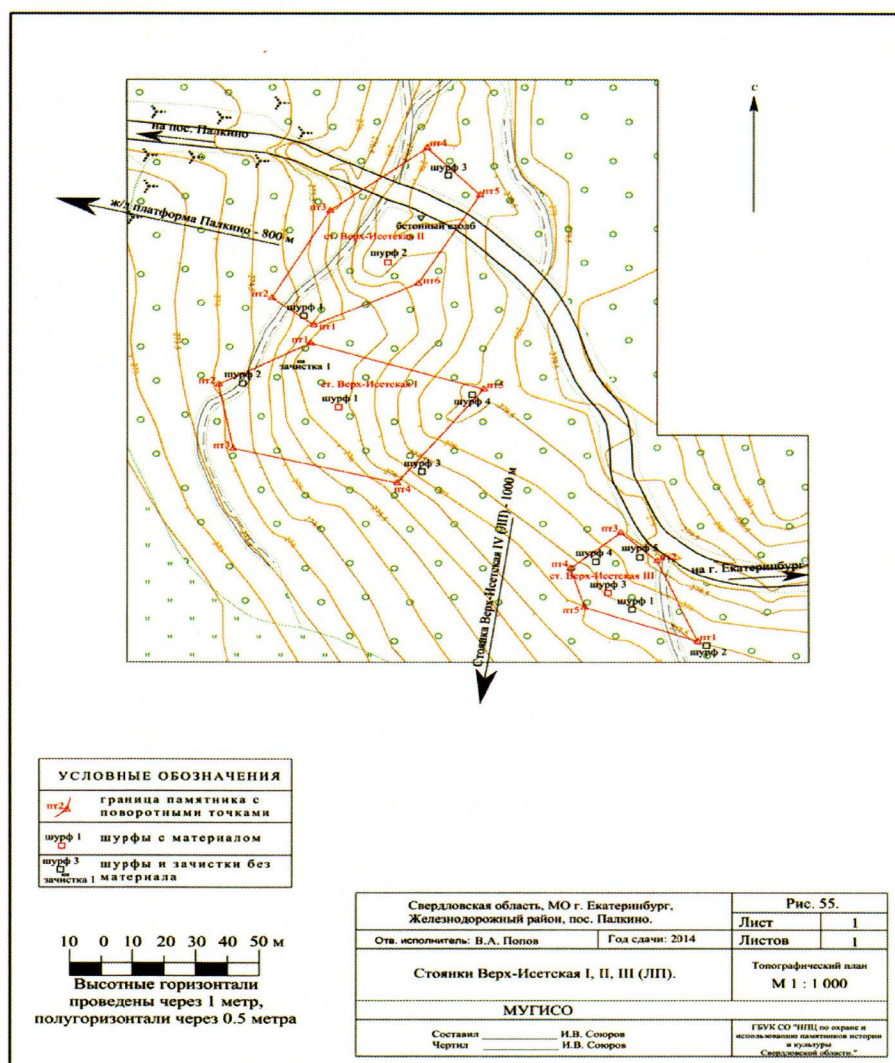 с
на пос. Палкино
ж/д платформа Палкино - 800 м
пт4
шурф 3
пт5
пт3
бетонный столб
ст. Верх-Исетская II
шурф 2
пт6
пт2
шурф 1
пт1
пт1
зачистка 1
шурф 2
пт2
ст. Верх-Исетская I
шурф 1
шурф 4
пт3
шурф 3
пт4
Стоянка Верх-Исетская IV (ЛП) - 1000 м
пт3
шурф 4
шурф 5
пт2
на г. Екатеринбург
пт4
ст. Верх-Исетская III
шурф 3
пт5
шурф 1
пт1
шурф 2
УСЛОВНЫЕ ОБОЗНАЧЕНИЯ
пт2
граница памятника с
поворотными точками
шурф 1
шурфы с материалом
шурф 3
зачистка 1
шурфы и зачистки без
материала
10 0 10 20 30 40 50 м
Высотные горизонтали
проведены через 1 метр,
полугоризонтали через 0.5 метра
Свердловская область, МО г. Екатеринбург,
Железнодорожный район, пос. Палкино.
Рис. 55.
Лист 1
Отв. исполнитель: В.А. Попов
Год сдачи: 2014
Листов 1
Стоянки Верх-Исетская I, II, III (ЛП).
Топографический план
М 1 : 1 000
МУГИСО
Составил И.В. Сюоров
Чертил И.В. Сюоров
ГБУК СО "НПЦ по охране и
использованию памятников истории
и культуры
Свердловской области."